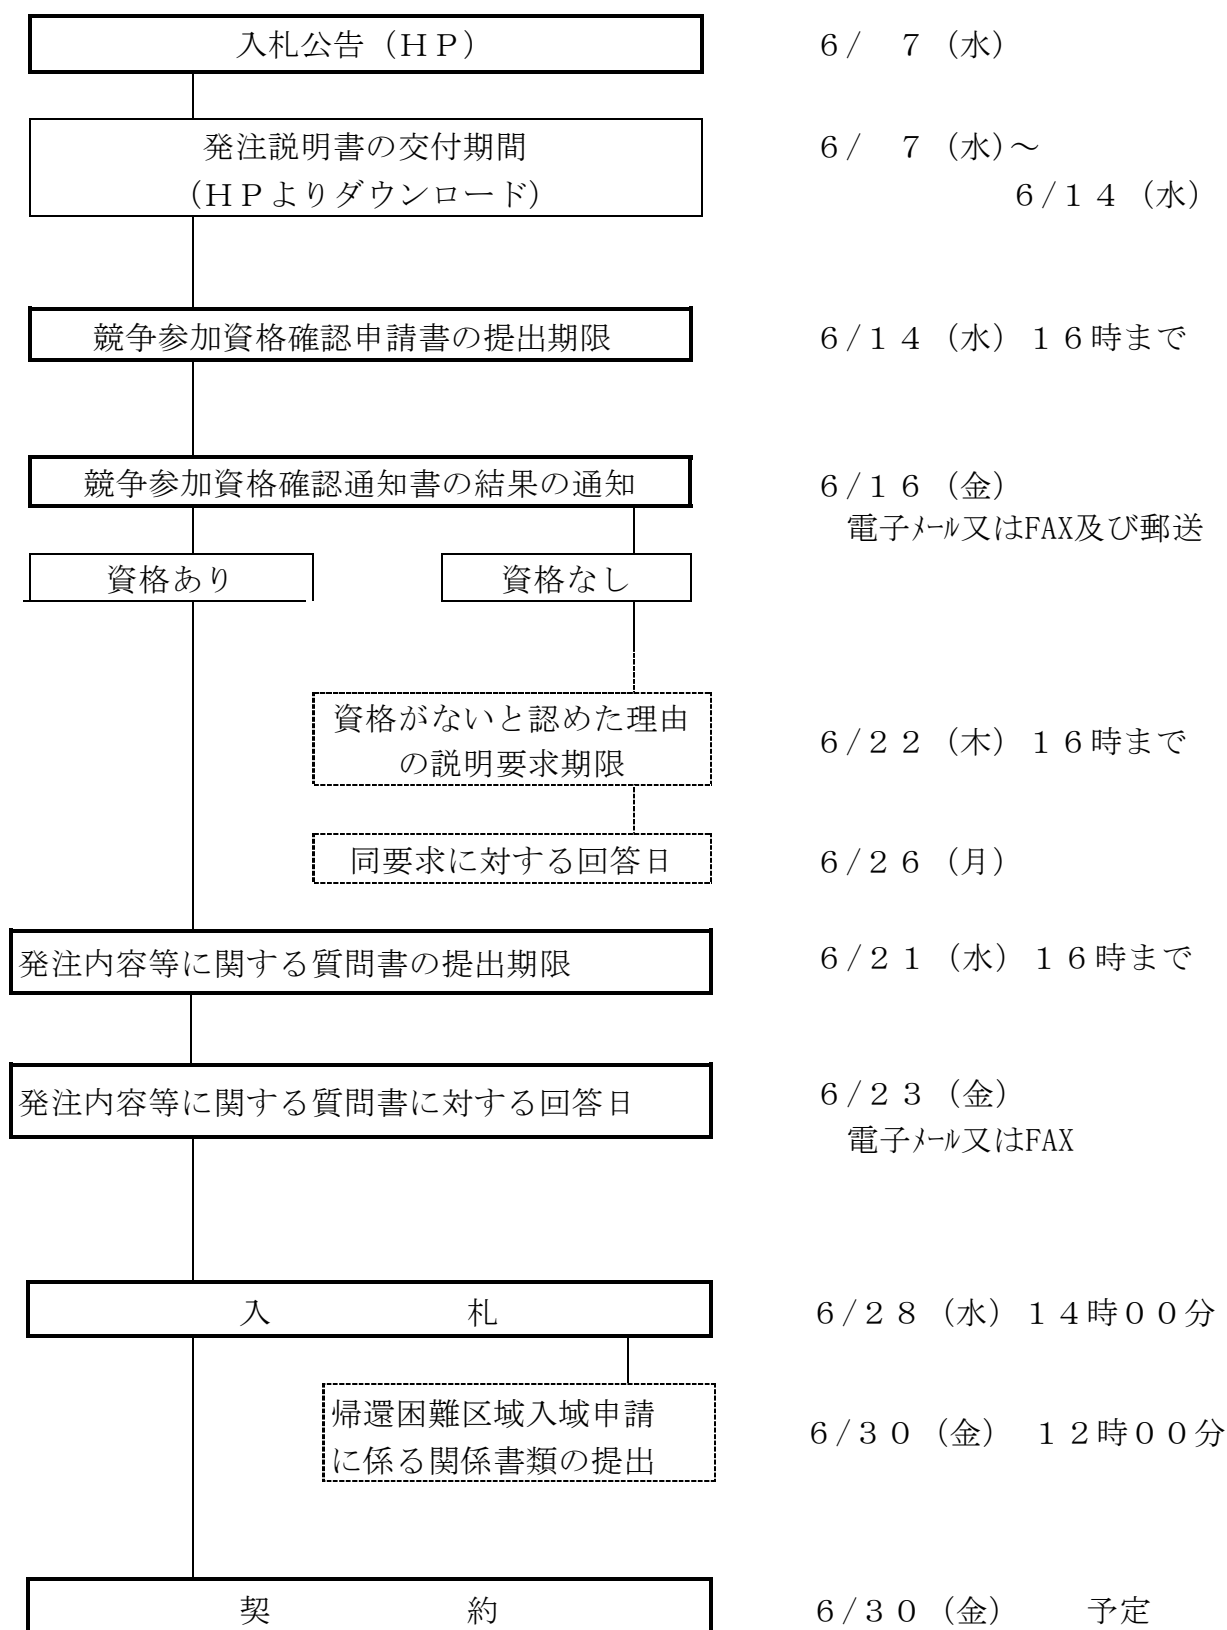 入札公告（ＨＰ）　６／　７（水）
発注説明書の交付期間　６／　７（水）～
（ＨＰよりダウンロード）　６／１４（水）
競争参加資格確認申請書の提出期限　６／１４（水）１６時まで
競争参加資格確認通知書の結果の通知　６／１６（金）
電子ﾒｰﾙ又はFAX及び郵送
資格あり　資格なし
資格がないと認めた理由
の説明要求期限　６／２２（木）１６時まで
同要求に対する回答日　６／２６（月）
発注内容等に関する質問書の提出期限　６／２１（水）１６時まで
発注内容等に関する質問書に対する回答日　６／２３（金）
電子ﾒｰﾙ又はFAX
入　　　札　６／２８（水）１４時００分
帰還困難区域入域申請　６／３０（金）　１２時００分
に係る関係書類の提出
契　　　約　６／３０（金）　　予定